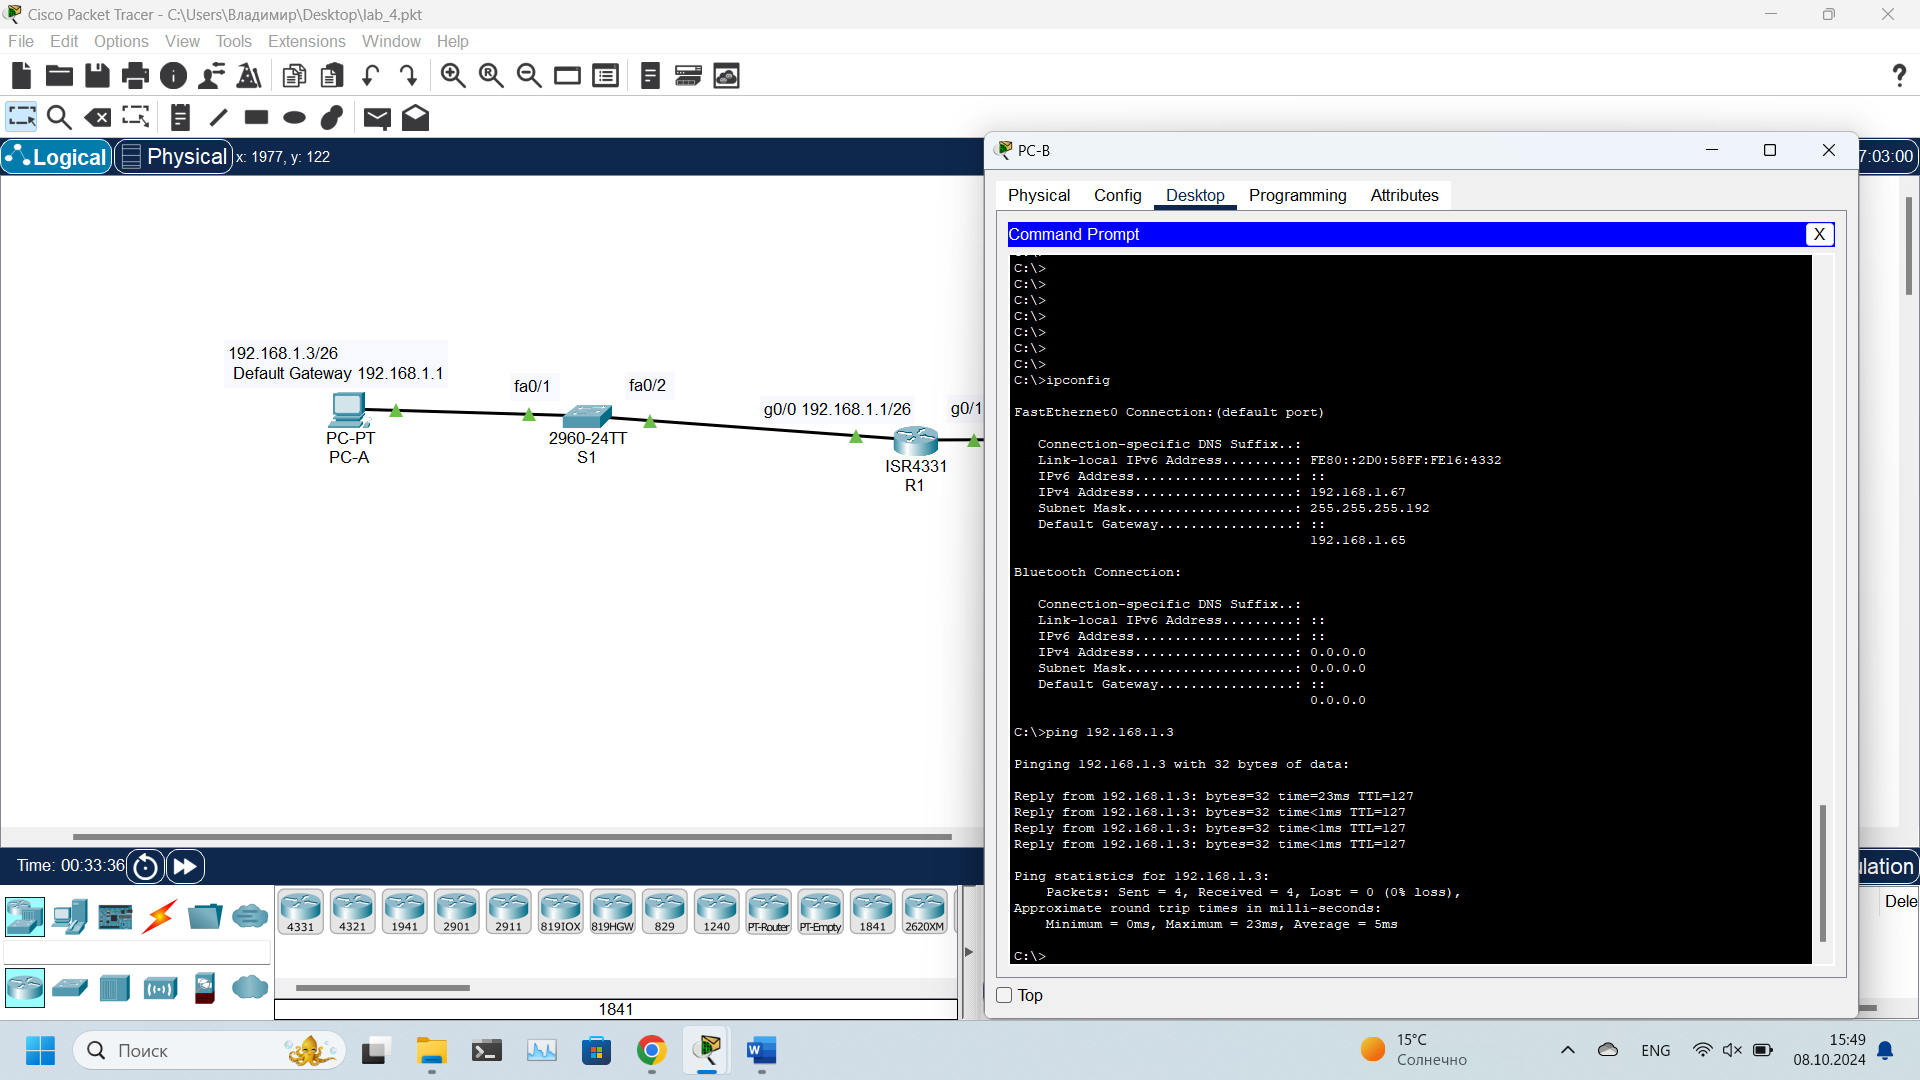 Cisco Packet Tracer - C:\Users\Владимир\Desktop\lab_4.pkt
File Edit Options View Tools Extensions Window Help
Logical Physical x: 1977, y: 122
7:03:00
192.168.1.3/26
Default Gateway 192.168.1.1
fa0/1
fa0/2
g0/0 192.168.1.1/26
g0/1
PC-PT
PC-A
2960-24TT
S1
ISR4331
R1
PC-B
Physical Config Desktop Programming Attributes
Command Prompt X
C:\>
C:\>
C:\>
C:\>
C:\>
C:\>
C:\>
C:\>ipconfig
FastEthernet0 Connection:(default port)
Connection-specific DNS Suffix..:
Link-local IPv6 Address.........: FE80::2D0:58FF:FE16:4332
IPv6 Address....................: ::
IPv4 Address....................: 192.168.1.67
Subnet Mask.....................: 255.255.255.192
Default Gateway.................: ::
192.168.1.65
Bluetooth Connection:
Connection-specific DNS Suffix..:
Link-local IPv6 Address.........: ::
IPv6 Address....................: ::
IPv4 Address....................: 0.0.0.0
Subnet Mask.....................: 0.0.0.0
Default Gateway.................: ::
0.0.0.0
C:\>ping 192.168.1.3
Pinging 192.168.1.3 with 32 bytes of data:
Reply from 192.168.1.3: bytes=32 time=23ms TTL=127
Reply from 192.168.1.3: bytes=32 time<1ms TTL=127
Reply from 192.168.1.3: bytes=32 time<1ms TTL=127
Reply from 192.168.1.3: bytes=32 time<1ms TTL=127
Ping statistics for 192.168.1.3:
Packets: Sent = 4, Received = 4, Lost = 0 (0% loss),
Approximate round trip times in milli-seconds:
Minimum = 0ms, Maximum = 23ms, Average = 5ms
C:\>
Top
Time: 00:33:36
ulation
Dele
4331 4321 1941 2901 2911 819IOX 819HGW 829 1240 PT-Router PT-Empty 1841 2620XM
1841
Поиск
15°C
Солнечно
ENG
15:49
08.10.2024